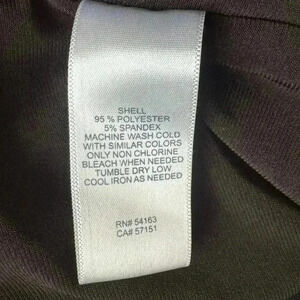 SHELL
95 % POLYESTER
5% SPANDEX
MACHINE WASH COLD
WITH SIMILAR COLORS
ONLY NON CHLORINE
BLEACH WHEN NEEDED
TUMBLE DRY LOW
COOL IRON AS NEEDED
RN# 54163
CA# 57151